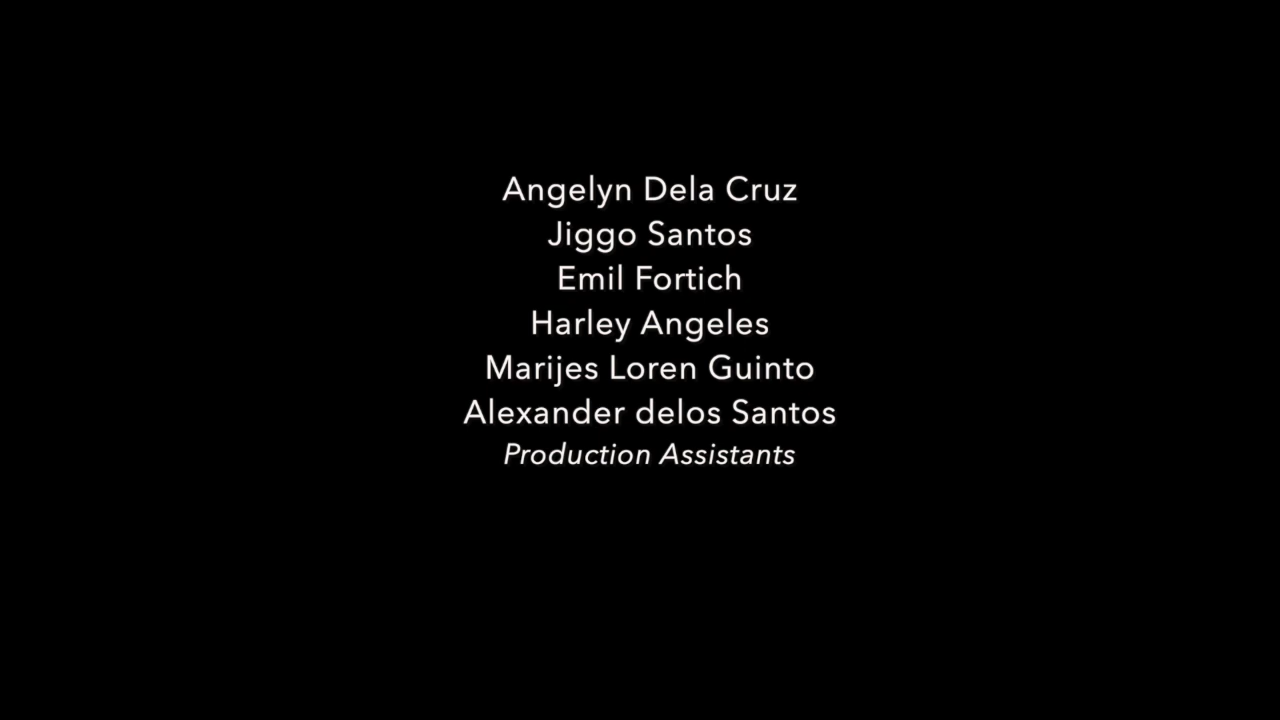 Angelyn Dela Cruz
Jiggo Santos
Emil Fortich
Harley Angeles
Marijes Loren Guinto
Alexander delos Santos
Production Assistants